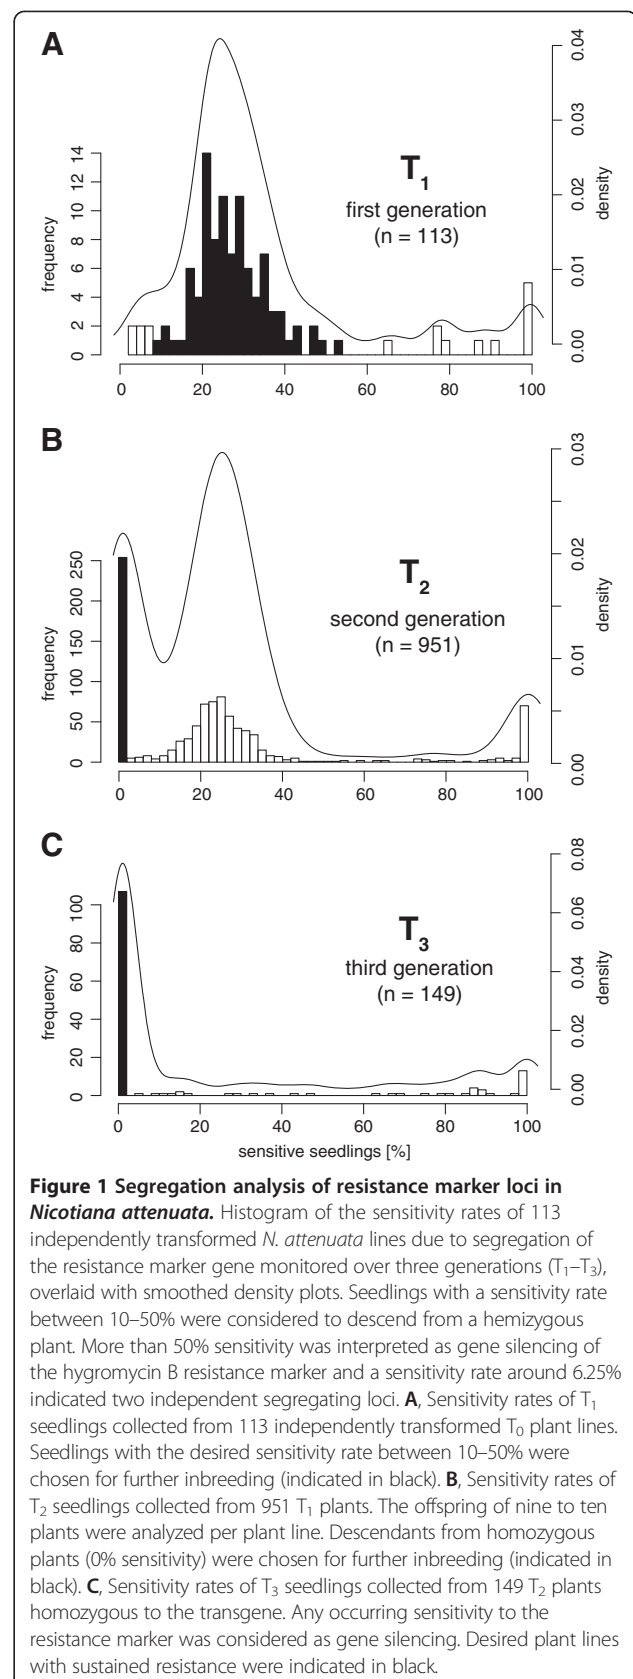 A
T1
first generation
(n = 113)
frequency
0 2 4 6 8 10 12 14
density
0.00 0.01 0.02 0.03 0.04
0 20 40 60 80 100
B
T2
second generation
(n = 951)
frequency
0 50 100 150 200 250
density
0.00 0.01 0.02 0.03
0 20 40 60 80 100
C
T3
third generation
(n = 149)
frequency
0 20 40 60 80 100
density
0.00 0.02 0.04 0.06 0.08
0 20 40 60 80 100
sensitive seedlings [%]
Figure 1 Segregation analysis of resistance marker loci in
Nicotiana attenuata. Histogram of the sensitivity rates of 113
independently transformed N. attenuata lines due to segregation of
the resistance marker gene monitored over three generations (T1–T3),
overlaid with smoothed density plots. Seedlings with a sensitivity rate
between 10–50% were considered to descend from a hemizygous
plant. More than 50% sensitivity was interpreted as gene silencing of
the hygromycin B resistance marker and a sensitivity rate around 6.25%
indicated two independent segregating loci. A, Sensitivity rates of T1
seedlings collected from 113 independently transformed T0 plant lines.
Seedlings with the desired sensitivity rate between 10–50% were
chosen for further inbreeding (indicated in black). B, Sensitivity rates of
T2 seedlings collected from 951 T1 plants. The offspring of nine to ten
plants were analyzed per plant line. Descendants from homozygous
plants (0% sensitivity) were chosen for further inbreeding (indicated in
black). C, Sensitivity rates of T3 seedlings collected from 149 T2 plants
homozygous to the transgene. Any occurring sensitivity to the
resistance marker was considered as gene silencing. Desired plant lines
with sustained resistance were indicated in black.